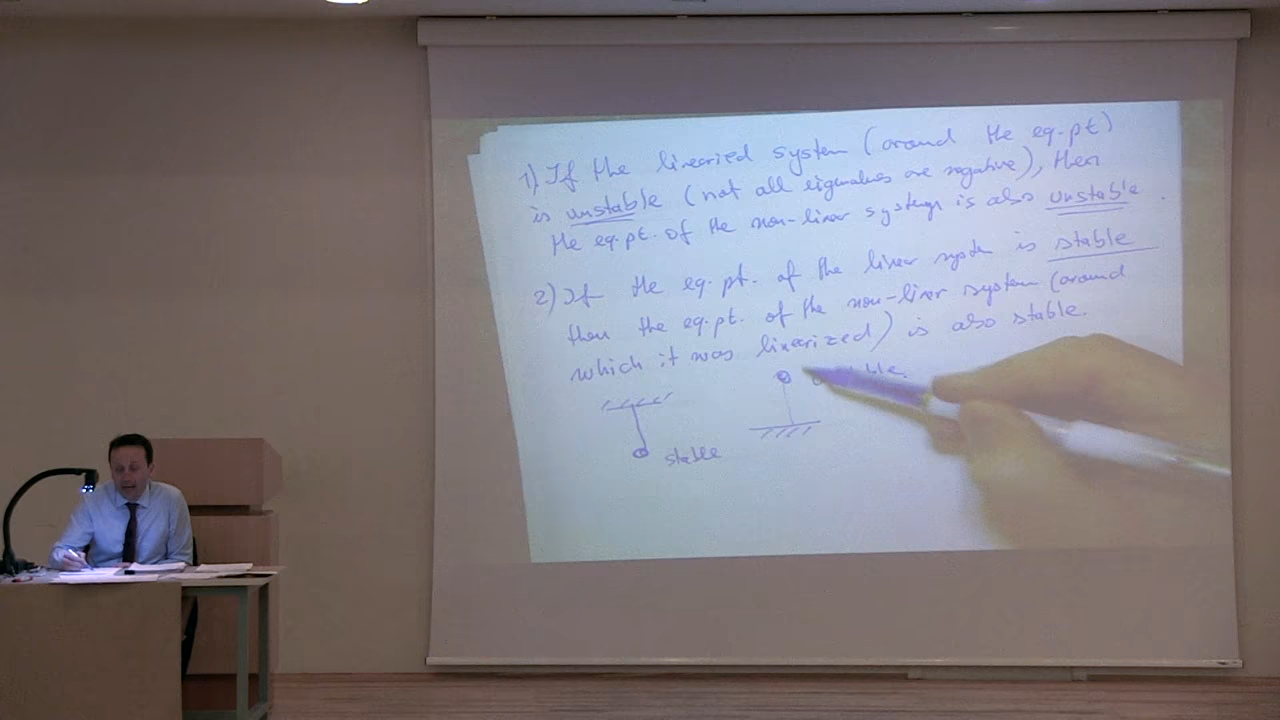 1) If the linearized system (around the eq.pt)
is unstable (not all eigenvalues are negative), then
the eq.pt. of the non-linear system is also unstable.
2) If the eq.pt. of the linear system is stable
then the eq.pt. of the non-linear system (around
which it was linearized) is also stable.
stable